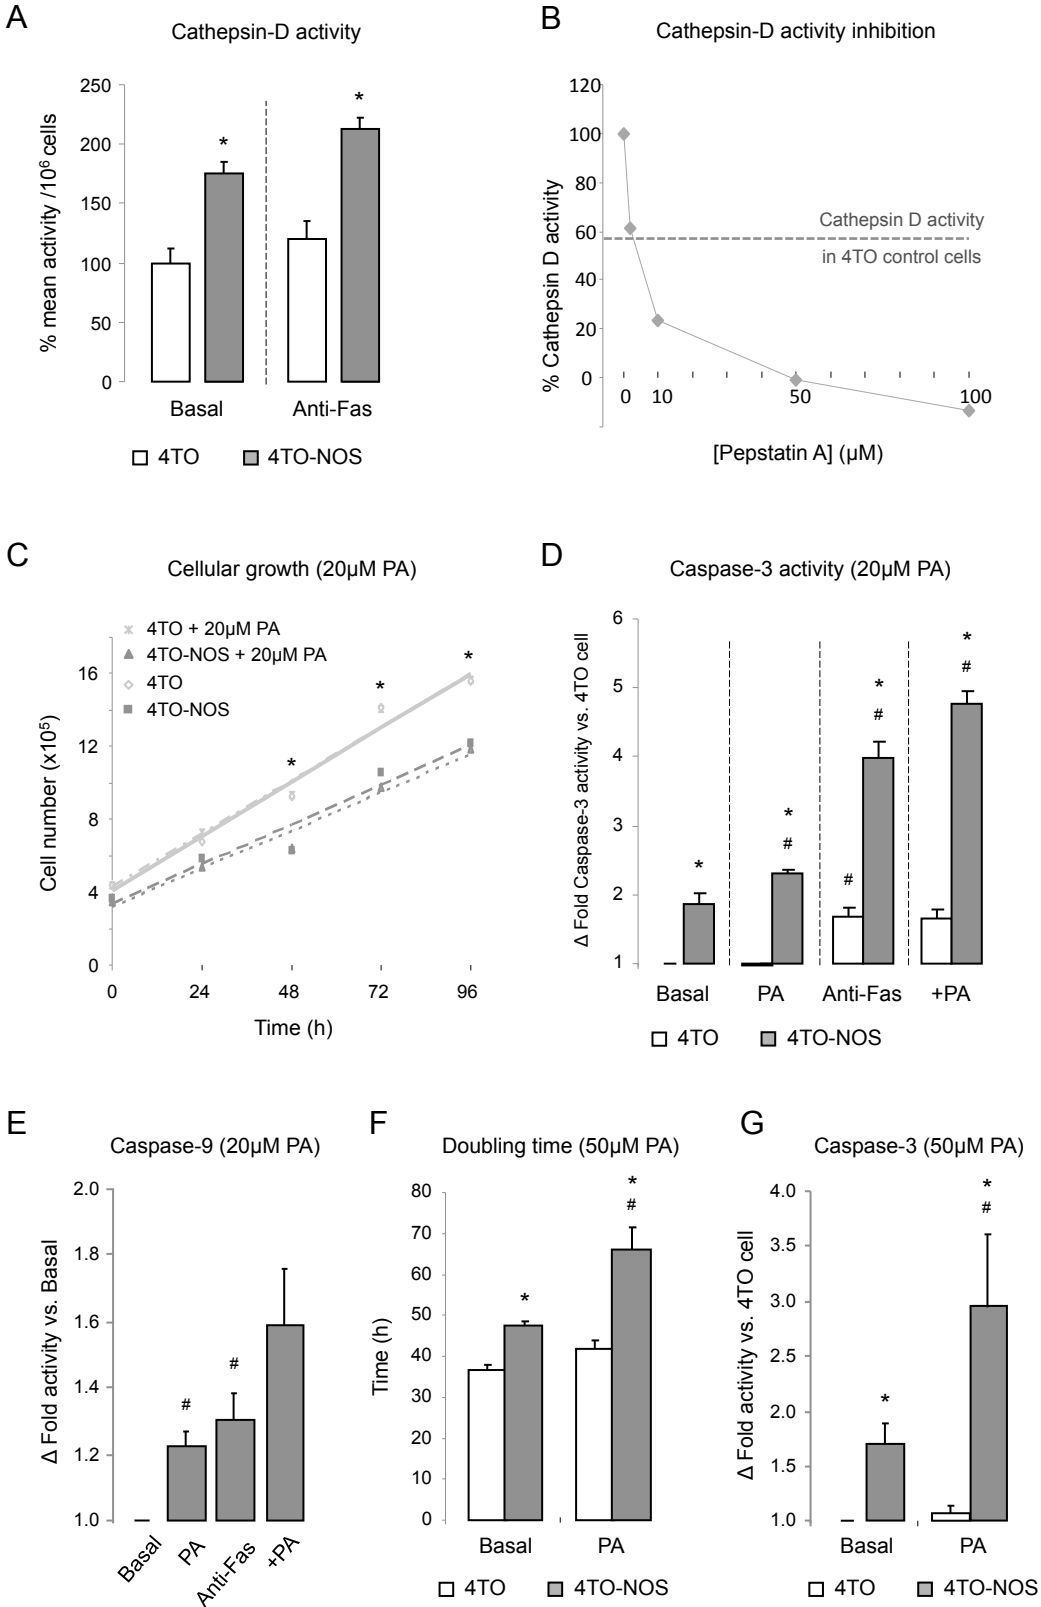 A
Cathepsin-D activity
% mean activity /10⁶ cells
250
200
150
100
50
0
*
*
Basal
Anti-Fas
4TO
4TO-NOS
B
Cathepsin-D activity inhibition
% Cathepsin D activity
120
100
80
60
40
20
0
Cathepsin D activity
in 4TO control cells
0
10
50
100
[Pepstatin A] (µM)
C
Cellular growth (20µM PA)
4TO + 20µM PA
4TO-NOS + 20µM PA
4TO
4TO-NOS
Cell number (x10⁵)
16
12
8
4
0
*
*
*
0
24
48
72
96
Time (h)
D
Caspase-3 activity (20µM PA)
Δ Fold Caspase-3 activity vs. 4TO cell
6
5
4
3
2
1
*
*
#
#
*
#
*
#
Basal
PA
Anti-Fas
+PA
4TO
4TO-NOS
E
Caspase-9 (20µM PA)
Δ Fold activity vs. Basal
2.0
1.8
1.6
1.4
1.2
1.0
#
#
Basal
PA
Anti-Fas
+PA
F
Doubling time (50µM PA)
Time (h)
80
70
60
50
40
30
20
10
0
*
*
#
Basal
PA
4TO
4TO-NOS
G
Caspase-3 (50µM PA)
Δ Fold activity vs. 4TO cell
4.0
3.5
3.0
2.5
2.0
1.5
1.0
*
*
#
Basal
PA
4TO
4TO-NOS